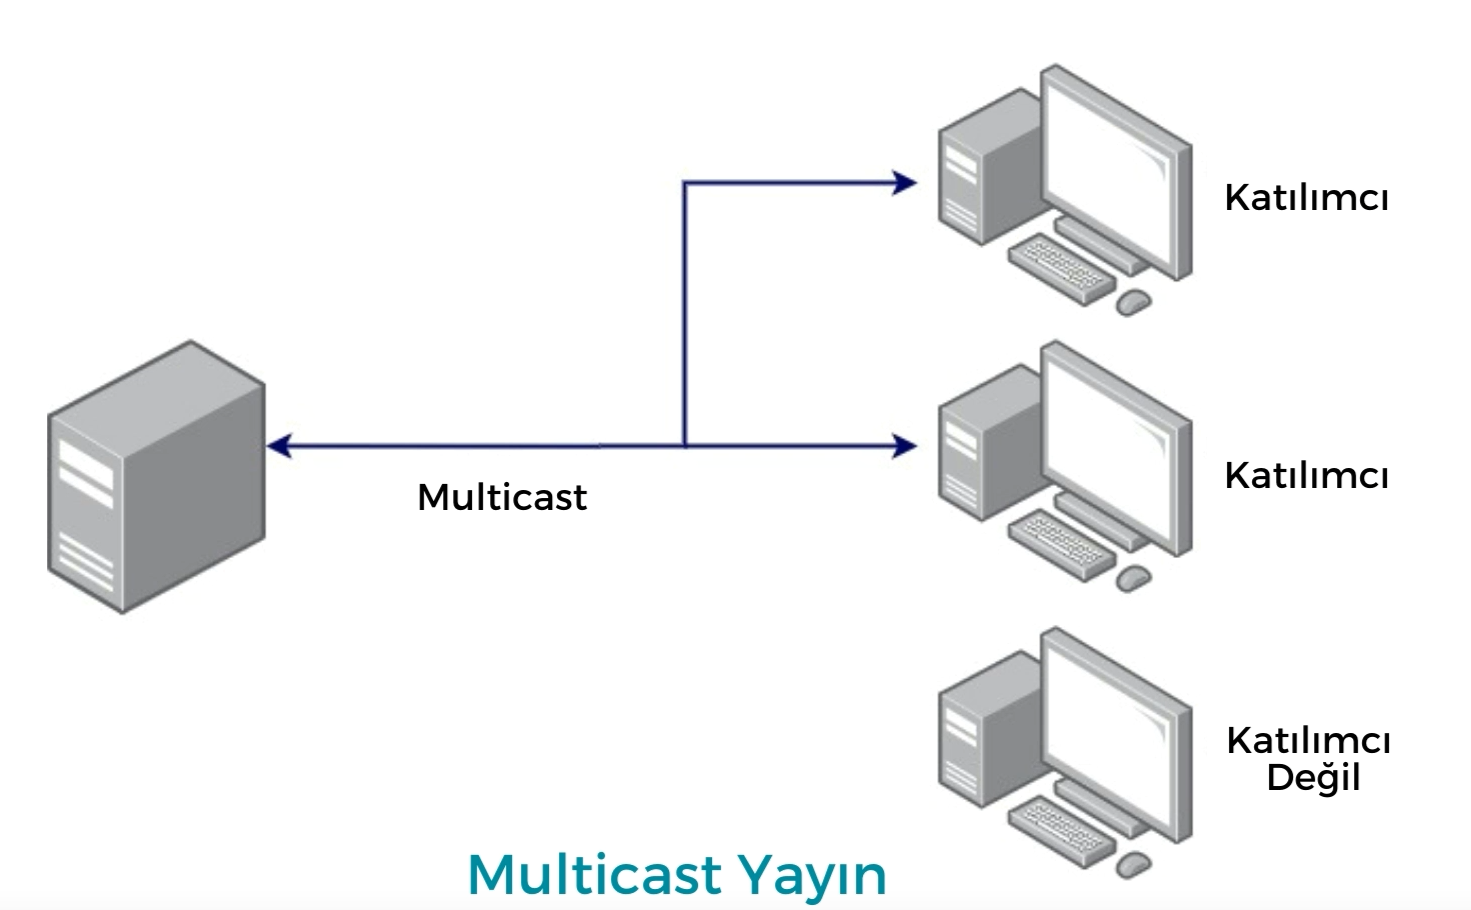 Katılımcı
Katılımcı
Multicast
Katılımcı
Değil
Multicast Yayın